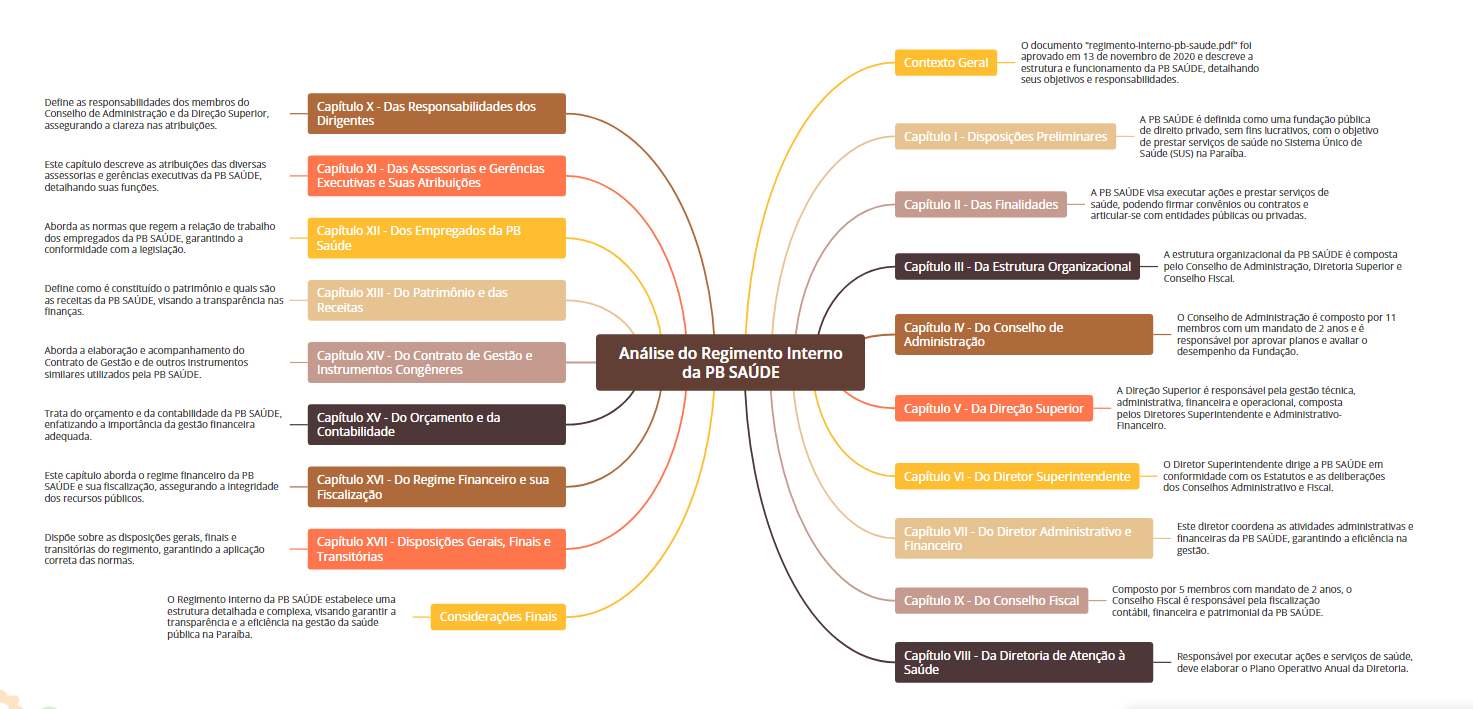 Análise do Regimento Interno
da PB SAÚDE
Contexto Geral
O documento "regimento-interno-pb-saude.pdf" foi
aprovado em 13 de novembro de 2020 e descreve a
estrutura e funcionamento da PB SAÚDE, detalhando
seus objetivos e responsabilidades.
Capítulo I - Disposições Preliminares
A PB SAÚDE é definida como uma fundação pública
de direito privado, sem fins lucrativos, com o objetivo
de prestar serviços de saúde no Sistema Único de
Saúde (SUS) na Paraíba.
Capítulo II - Das Finalidades
A PB SAÚDE visa executar ações e prestar serviços de
saúde, podendo firmar convênios ou contratos e
articular-se com entidades públicas ou privadas.
Capítulo III - Da Estrutura Organizacional
A estrutura organizacional da PB SAÚDE é composta
pelo Conselho de Administração, Diretoria Superior e
Conselho Fiscal.
Capítulo IV - Do Conselho de
Administração
O Conselho de Administração é composto por 11
membros com um mandato de 2 anos e é
responsável por aprovar planos e avaliar o
desempenho da Fundação.
Capítulo V - Da Direção Superior
A Direção Superior é responsável pela gestão técnica,
administrativa, financeira e operacional, composta
pelos Diretores Superintendente e Administrativo-
Financeiro.
Capítulo VI - Do Diretor Superintendente
O Diretor Superintendente dirige a PB SAÚDE em
conformidade com os Estatutos e as deliberações
dos Conselhos Administrativo e Fiscal.
Capítulo VII - Do Diretor Administrativo e
Financeiro
Este diretor coordena as atividades administrativas e
financeiras da PB SAÚDE, garantindo a eficiência na
gestão.
Capítulo IX - Do Conselho Fiscal
Composto por 5 membros com mandato de 2 anos, o
Conselho Fiscal é responsável pela fiscalização
contábil, financeira e patrimonial da PB SAÚDE.
Capítulo VIII - Da Diretoria de Atenção à
Saúde
Responsável por executar ações e serviços de saúde,
deve elaborar o Plano Operativo Anual da Diretoria.
Capítulo X - Das Responsabilidades dos
Dirigentes
Define as responsabilidades dos membros do
Conselho de Administração e da Direção Superior,
assegurando a clareza nas atribuições.
Capítulo XI - Das Assessorias e Gerências
Executivas e Suas Atribuições
Este capítulo descreve as atribuições das diversas
assessorias e gerências executivas da PB SAÚDE,
detalhando suas funções.
Capítulo XII - Dos Empregados da PB
Saúde
Aborda as normas que regem a relação de trabalho
dos empregados da PB SAÚDE, garantindo a
conformidade com a legislação.
Capítulo XIII - Do Patrimônio e das
Receitas
Define como é constituído o patrimônio e quais são
as receitas da PB SAÚDE, visando a transparência nas
finanças.
Capítulo XIV - Do Contrato de Gestão e
Instrumentos Congêneres
Aborda a elaboração e acompanhamento do
Contrato de Gestão e de outros instrumentos
similares utilizados pela PB SAÚDE.
Capítulo XV - Do Orçamento e da
Contabilidade
Trata do orçamento e da contabilidade da PB SAÚDE,
enfatizando a importância da gestão financeira
adequada.
Capítulo XVI - Do Regime Financeiro e sua
Fiscalização
Este capítulo aborda o regime financeiro da PB
SAÚDE e sua fiscalização, assegurando a integridade
dos recursos públicos.
Capítulo XVII - Disposições Gerais, Finais e
Transitórias
Dispõe sobre as disposições gerais, finais e
transitórias do regimento, garantindo a aplicação
correta das normas.
Considerações Finais
O Regimento Interno da PB SAÚDE estabelece uma
estrutura detalhada e complexa, visando garantir a
transparência e a eficiência na gestão da saúde
pública na Paraíba.